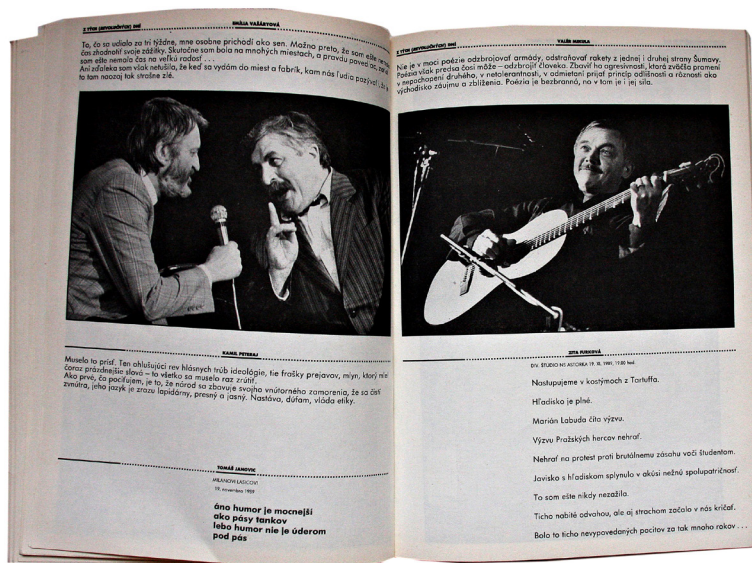 Z TÝCH (REVOLUČNÝCH) DNÍ
EMÍLIA VÁŠÁRYOVÁ
To, čo sa udialo za tri týždne, mne osobne prichodí ako sen. Možno preto, že som ešte nemala
čas zhodnotiť svoje zážitky. Skutočne som bola na mnohých miestach, a pravdu povediac,
som ešte nemala čas na veľkú radosť . . .
Ani zďaleka som však netušila, že keď sa vydám do miest a fabrík, kam nás ľudia pozývali, že je
to tam naozaj tak strašne zlé.
KAMIL PETERAJ
Muselo to prísť. Ten ohlušujúci rev hlásnych trúb ideológie, tie frašky prejavov, mlyn, ktorý mlel
čoraz prázdnejšie slová – to všetko sa muselo raz zrútiť.
Ako prvé, čo pociťujem, je to, že národ sa zbavuje svojho vnútorného zamorenia, že sa čistí
zvnútra, jeho jazyk je zrazu lapidárny, presný a jasný. Nastáva, dúfam, vláda etiky.
TOMÁŠ JANOVIC
MILANOVI LASICOVI
19. novembra 1989
áno humor je mocnejší
ako pásy tankov
lebo humor nie je úderom
pod pás
Z TÝCH (REVOLUČNÝCH) DNÍ
VALÉR MIKULA
Nie je v moci poézie odzbrojovať armády, odstraňovať rakety z jednej i druhej strany Šumavy.
Poézia však predsa čosi môže – odzbrojiť človeka. Zbaviť ho agresivity, ktorá zväčša pramení
v nepochopení druhého, v netolerantnosti, v odmietaní prijať princíp odlišnosti a rôznosti ako
východisko záujmu a zblíženia. Poézia je bezbranná, no v tom je i jej sila.
ZITA FURKOVÁ
DIV. ŠTÚDIO NS ASTORKA 19. XI. 1989, 19.00 hod.
Nastupujeme v kostýmoch z Tartuffa.
Hľadisko je plné.
Marián Labuda číta výzvu.
Výzvu Pražských hercov nehrať.
Nehrať na protest proti brutálnemu zásahu voči študentom.
Javisko s hľadiskom splynulo v akúsi nežnú spolupatričnosť.
To som ešte nikdy nezažila.
Ticho nabité odvahou, ale aj strachom začalo v nás kričať.
Bolo to ticho nevypovedaných pocitov za tak mnoho rokov . . .